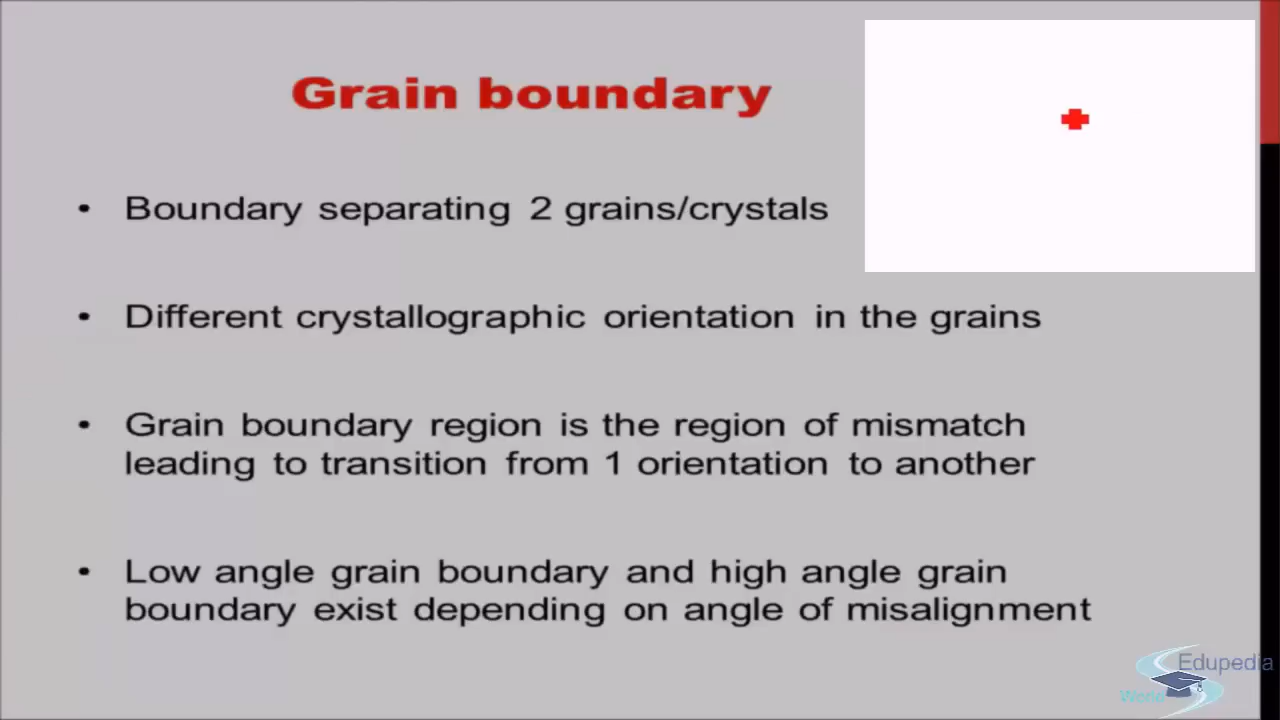 Grain boundary
• Boundary separating 2 grains/crystals
• Different crystallographic orientation in the grains
• Grain boundary region is the region of mismatch
leading to transition from 1 orientation to another
• Low angle grain boundary and high angle grain
boundary exist depending on angle of misalignment
Edupedia
World